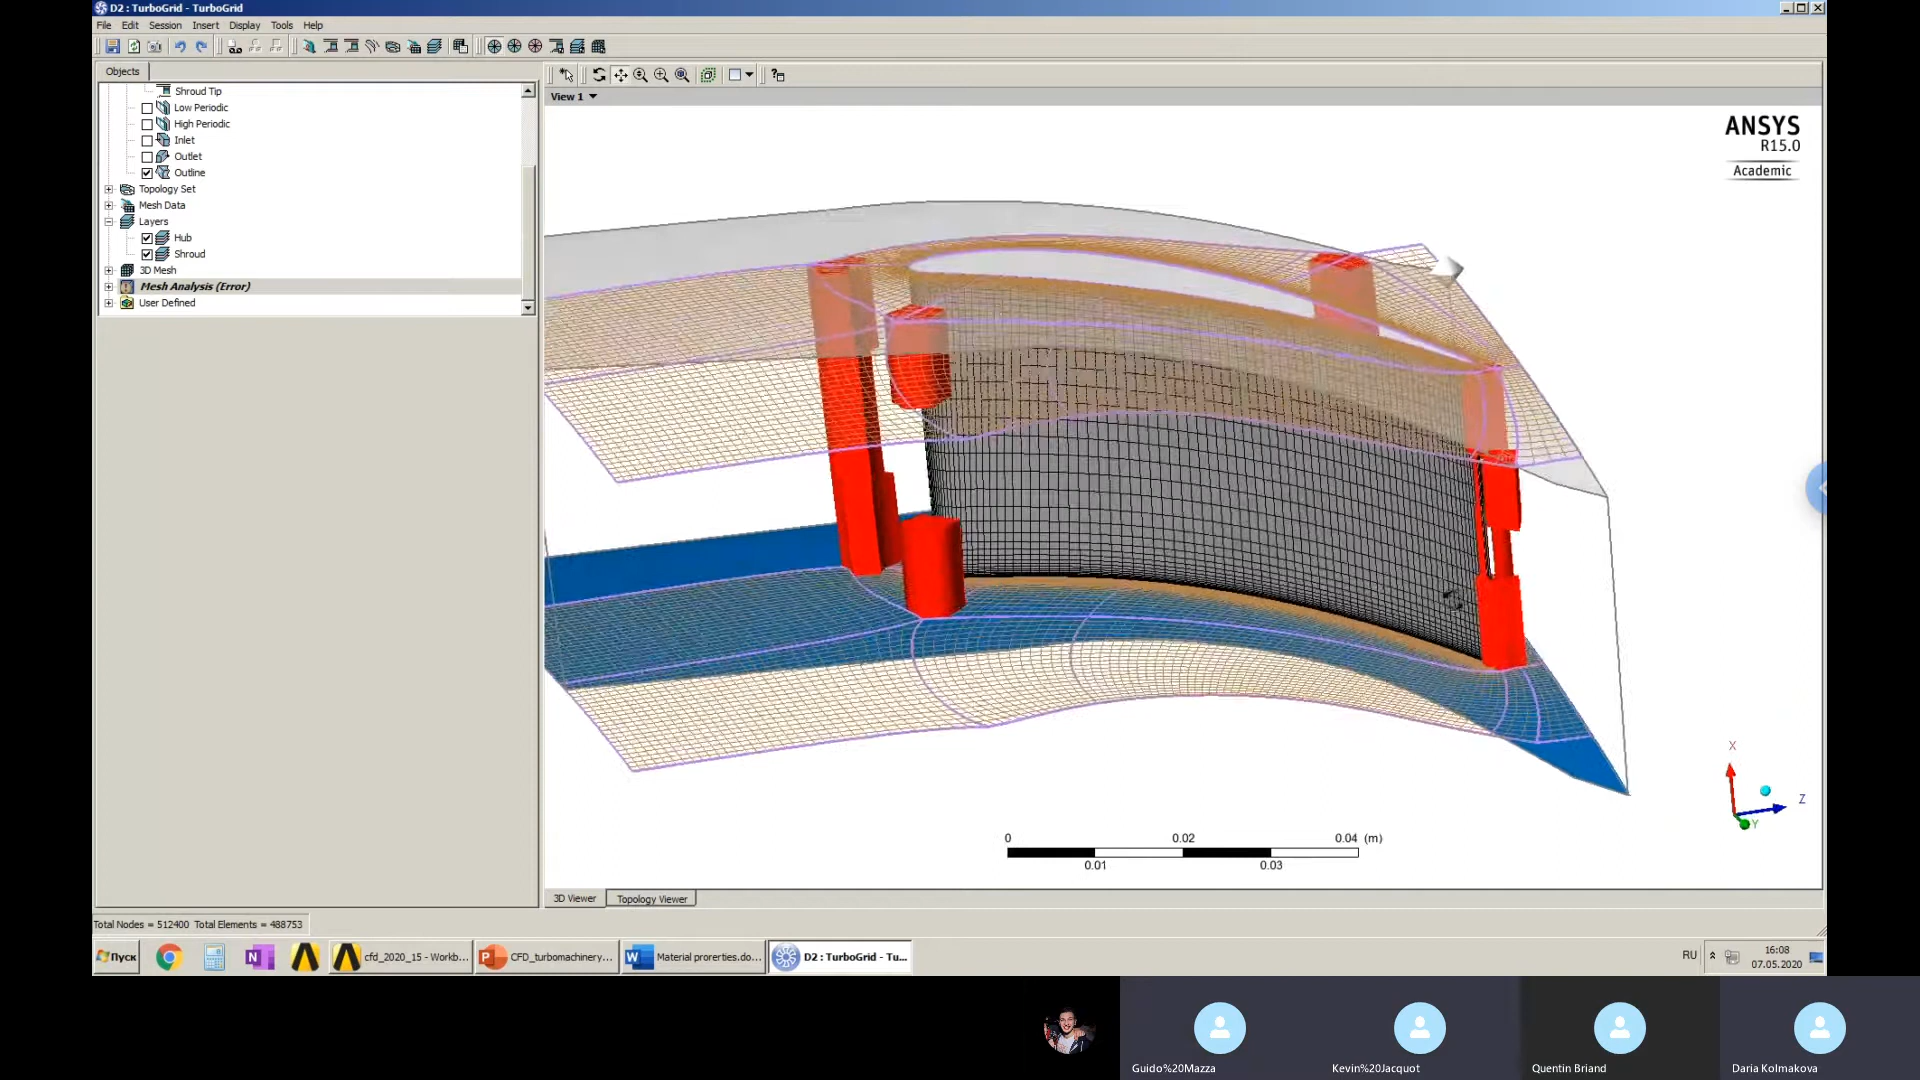 D2 : TurboGrid - TurboGrid
File Edit Session Insert Display Tools Help
Objects
Shroud Tip
Low Periodic
High Periodic
Inlet
Outlet
Outline
Topology Set
Mesh Data
Layers
Hub
Shroud
3D Mesh
Mesh Analysis (Error)
User Defined
View 1
ANSYS
R15.0
Academic
X
Z
Y
0 0.02 0.04 (m)
0.01 0.03
3D Viewer Topology Viewer
Total Nodes = 512400 Total Elements = 488753
Пуск cfd_2020_15 - Workb... CFD_turbomachinery... Material prorerties.do... D2 : TurboGrid - Tu... RU 16:08
07.05.2020
Guido%20Mazza Kevin%20Jacquot Quentin Briand Daria Kolmakova